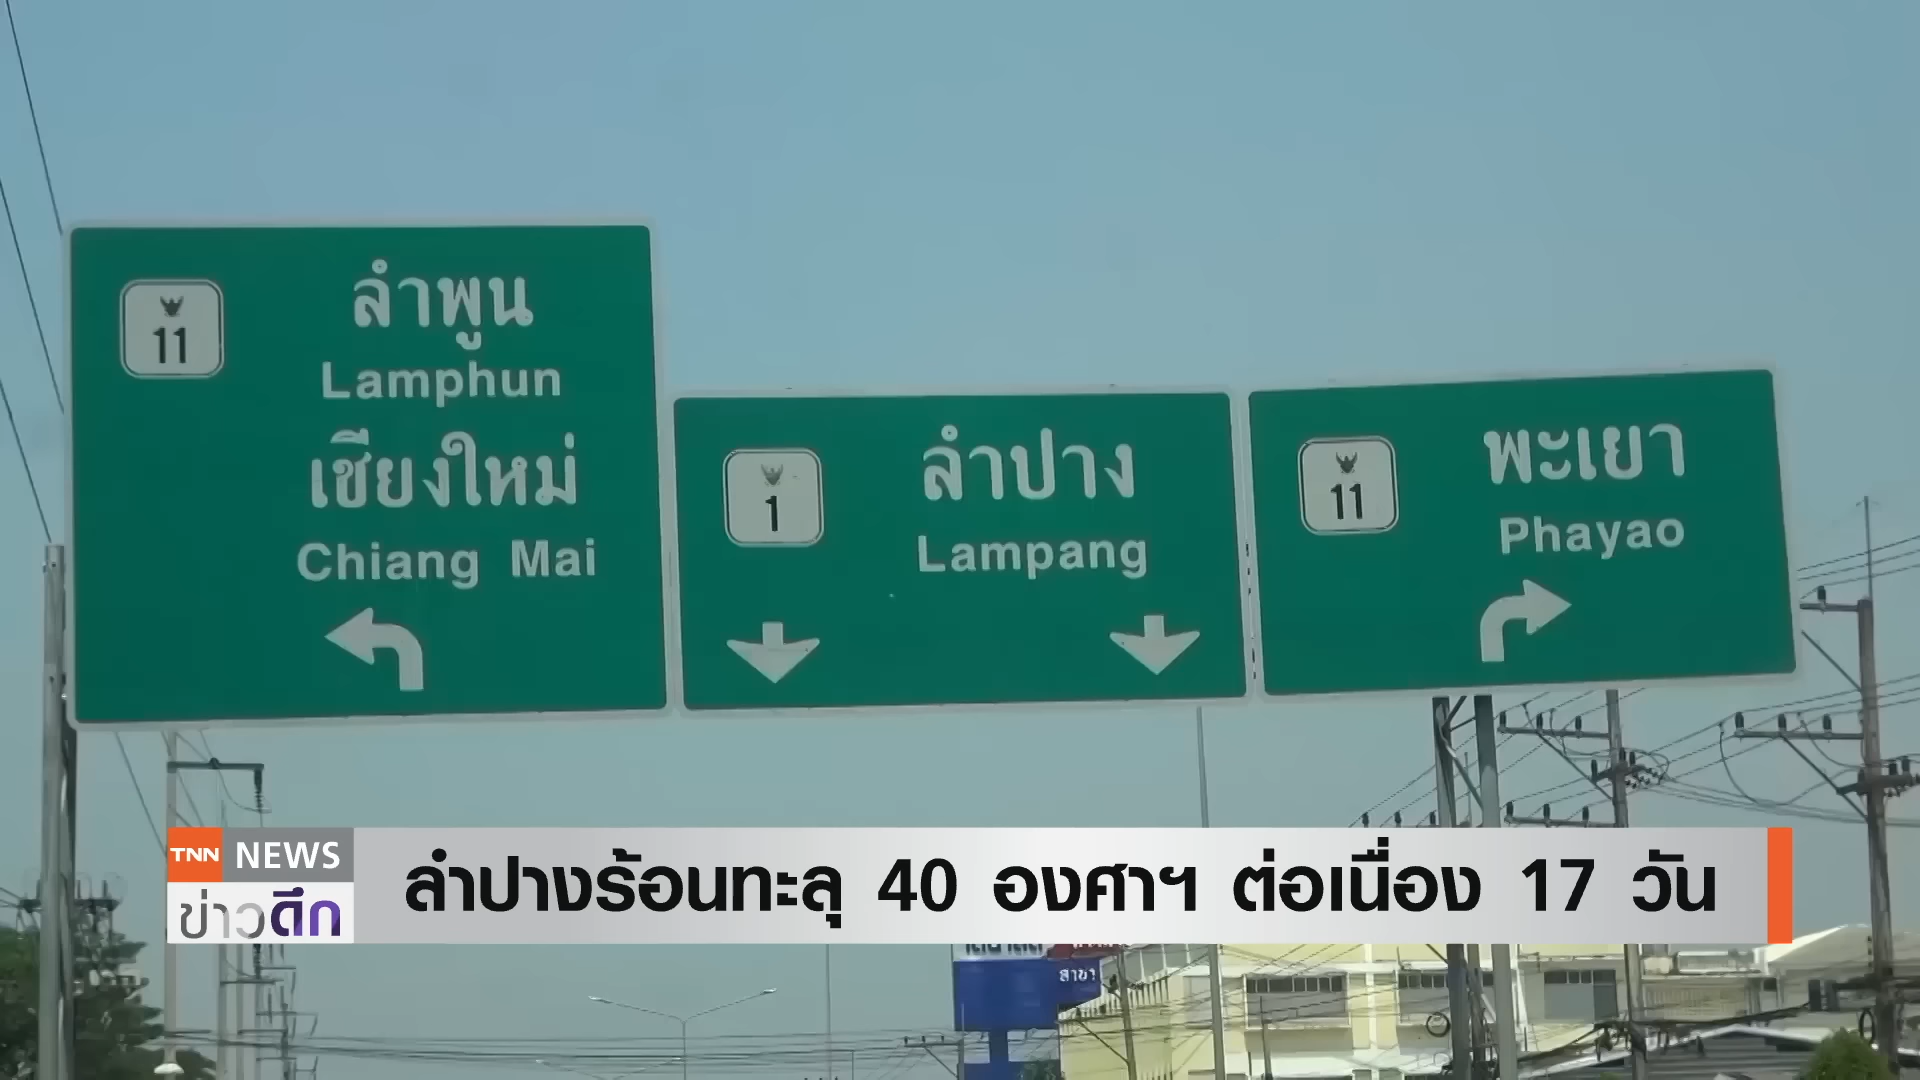 11
ลำพูน
Lamphun
เชียงใหม่
Chiang Mai
1
ลำปาง
Lampang
11
พะเยา
Phayao
TNN NEWS
ข่าวดึก
ลำปางร้อนทะลุ 40 องศาฯ ต่อเนื่อง 17 วัน
สาขา